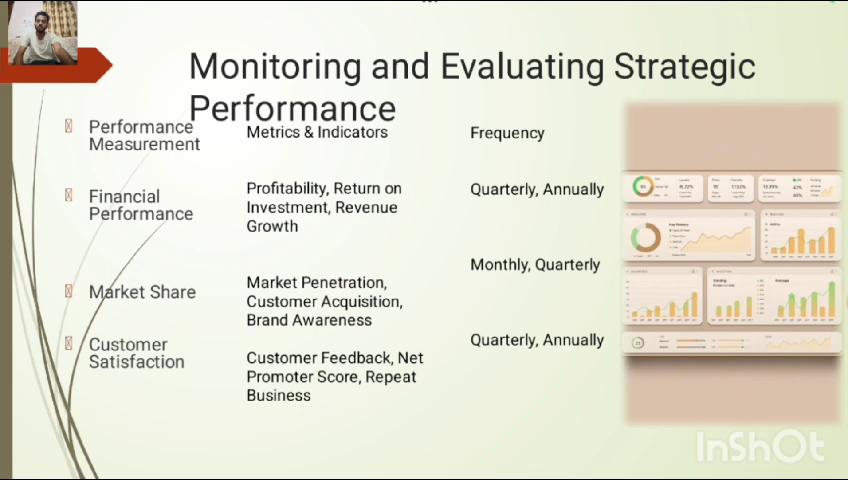 Monitoring and Evaluating Strategic
Performance
Performance
Measurement
Metrics & Indicators
Frequency
Financial
Performance
Profitability, Return on
Investment, Revenue
Growth
Quarterly, Annually
Market Share
Market Penetration,
Customer Acquisition,
Brand Awareness
Monthly, Quarterly
Customer
Satisfaction
Customer Feedback, Net
Promoter Score, Repeat
Business
Quarterly, Annually
InShOt